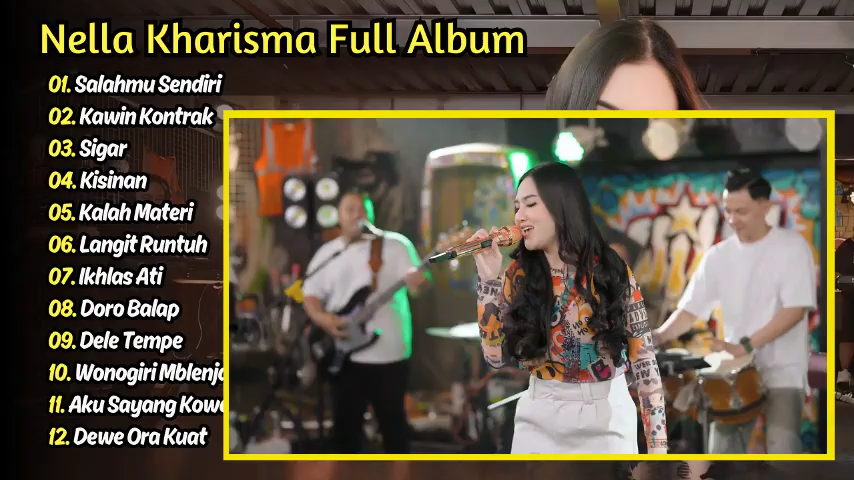 Nella Kharisma Full Album
01. Salahmu Sendiri
02. Kawin Kontrak
03. Sigar
04. Kisinan
05. Kalah Materi
06. Langit Runtuh
07. Ikhlas Ati
08. Doro Balap
09. Dele Tempe
10. Wonogiri
11. Aku Sayang
12. Dewe Ora Kuat